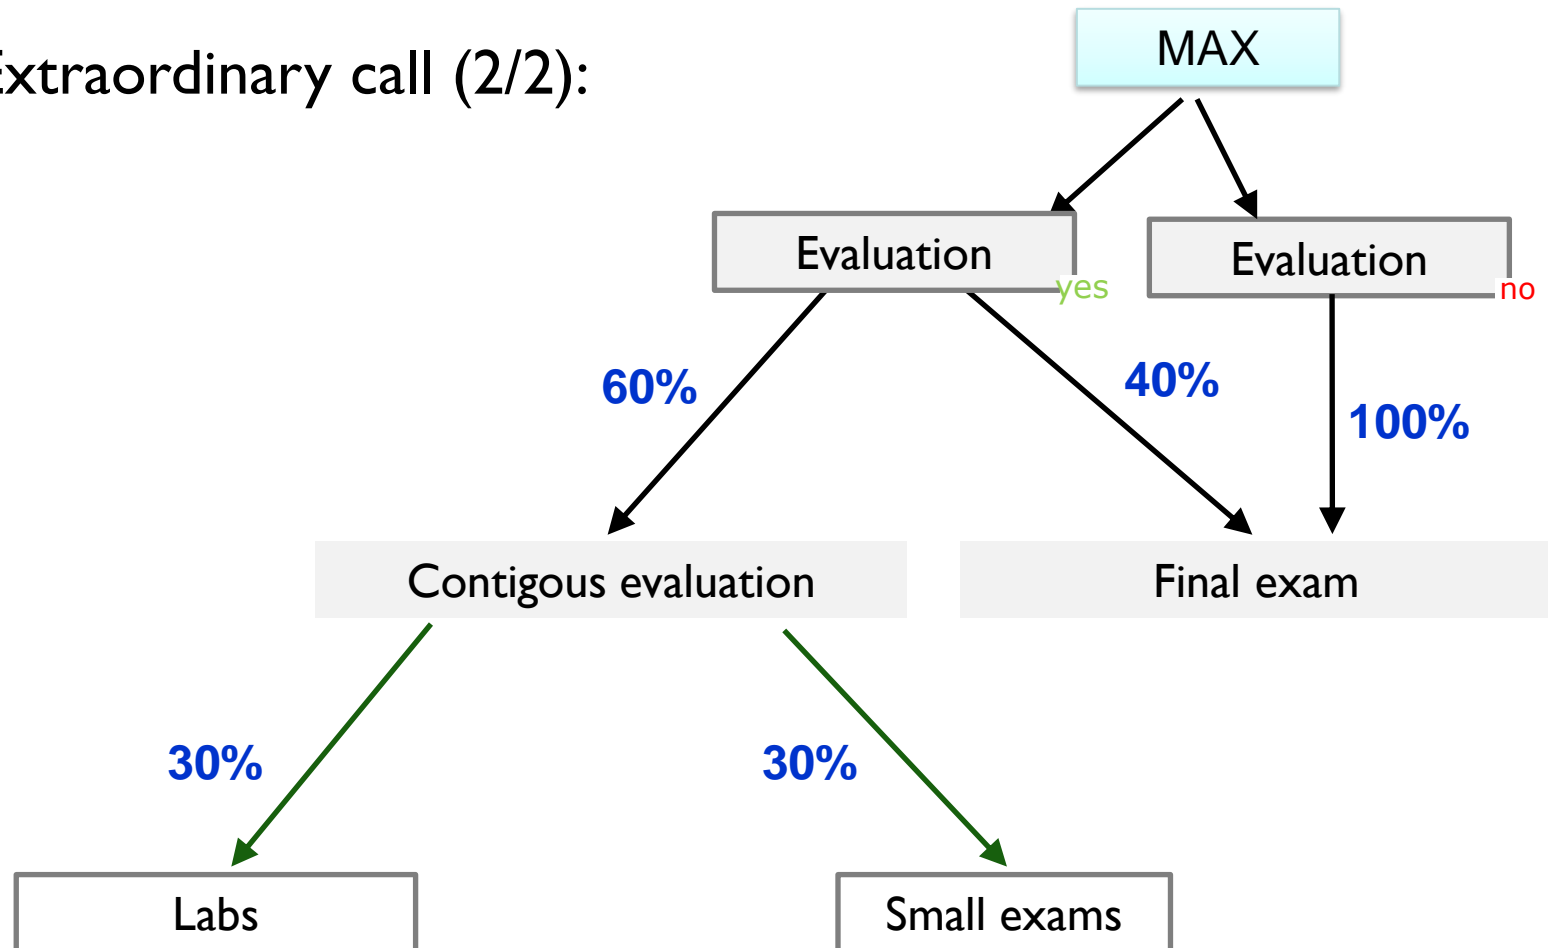 Extraordinary call (2/2):
MAX
Evaluation
yes
Evaluation
no
60%
40%
100%
Contigous evaluation
Final exam
30%
30%
Labs
Small exams